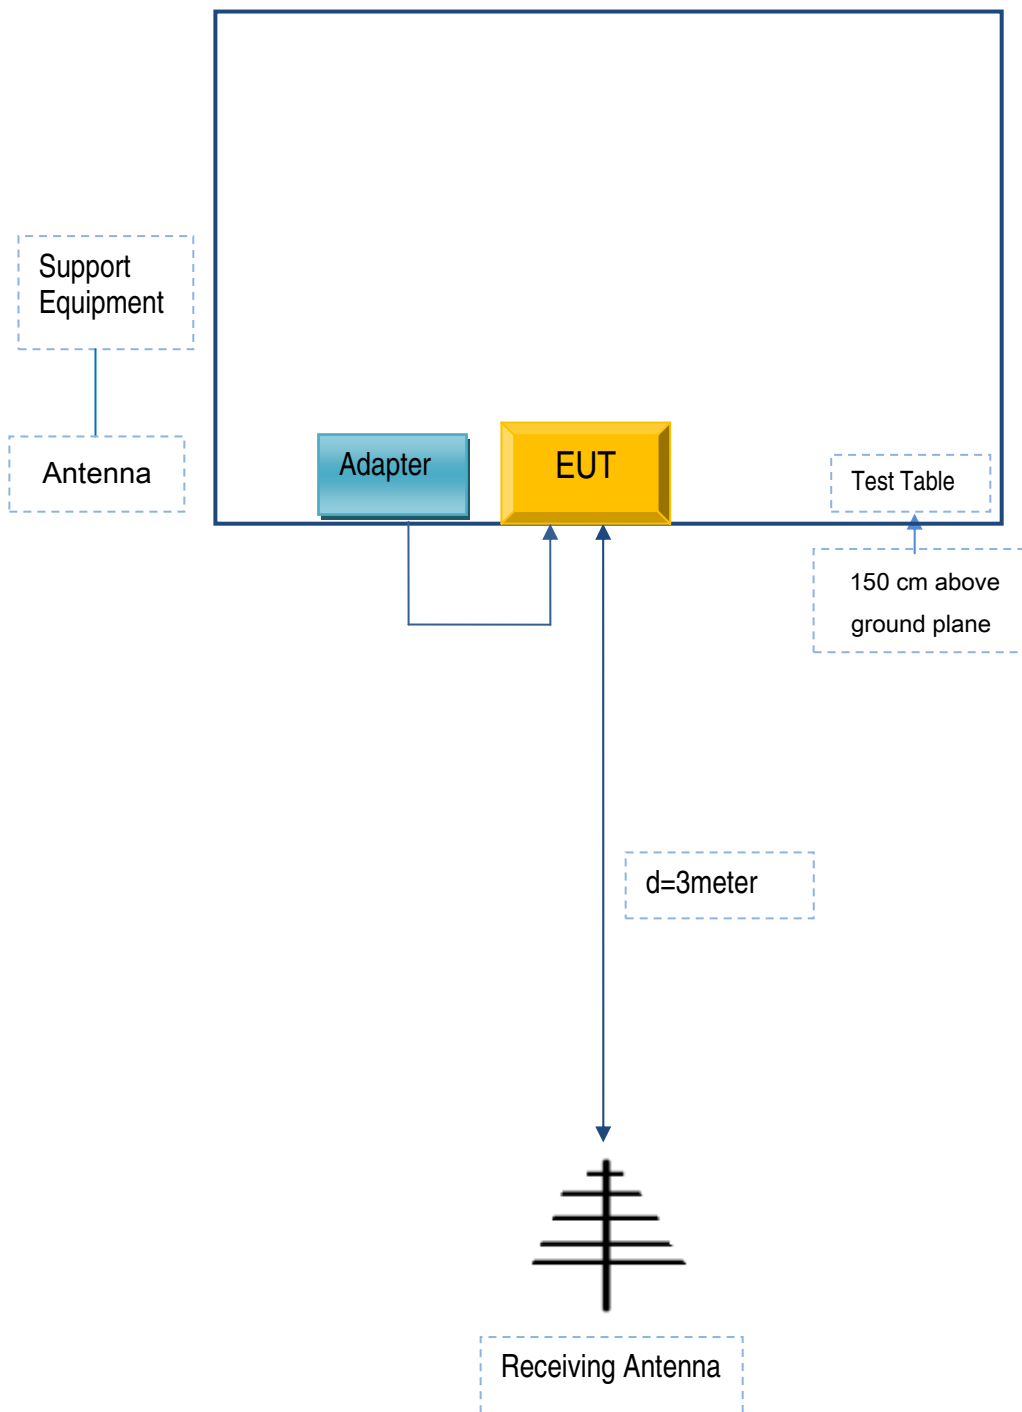 Support
Equipment
Antenna
Adapter
EUT
Test Table
150 cm above
ground plane
d=3meter
Receiving Antenna